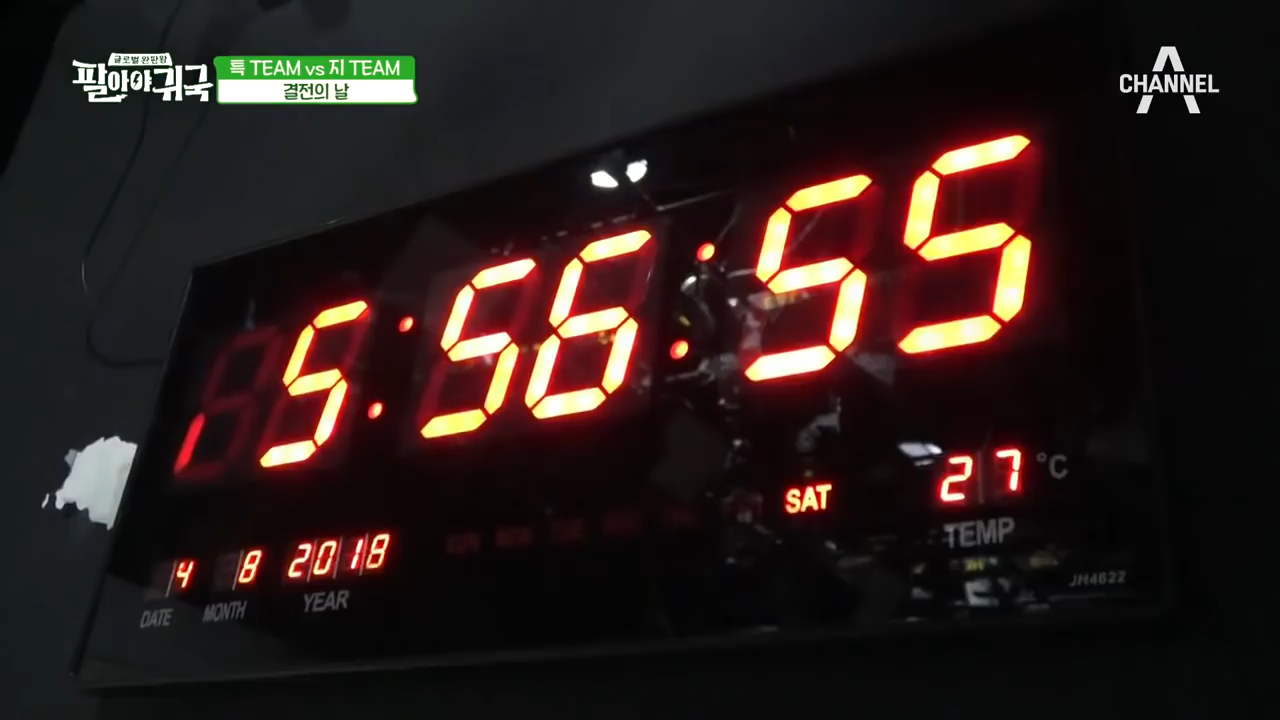 글로벌 완판왕
팔아야 귀국
특 TEAM vs 지 TEAM
결전의 날
CHANNEL A
5:56:55
SAT
27 °C
TEMP
4 8 2018
DATE MONTH YEAR
JH4622